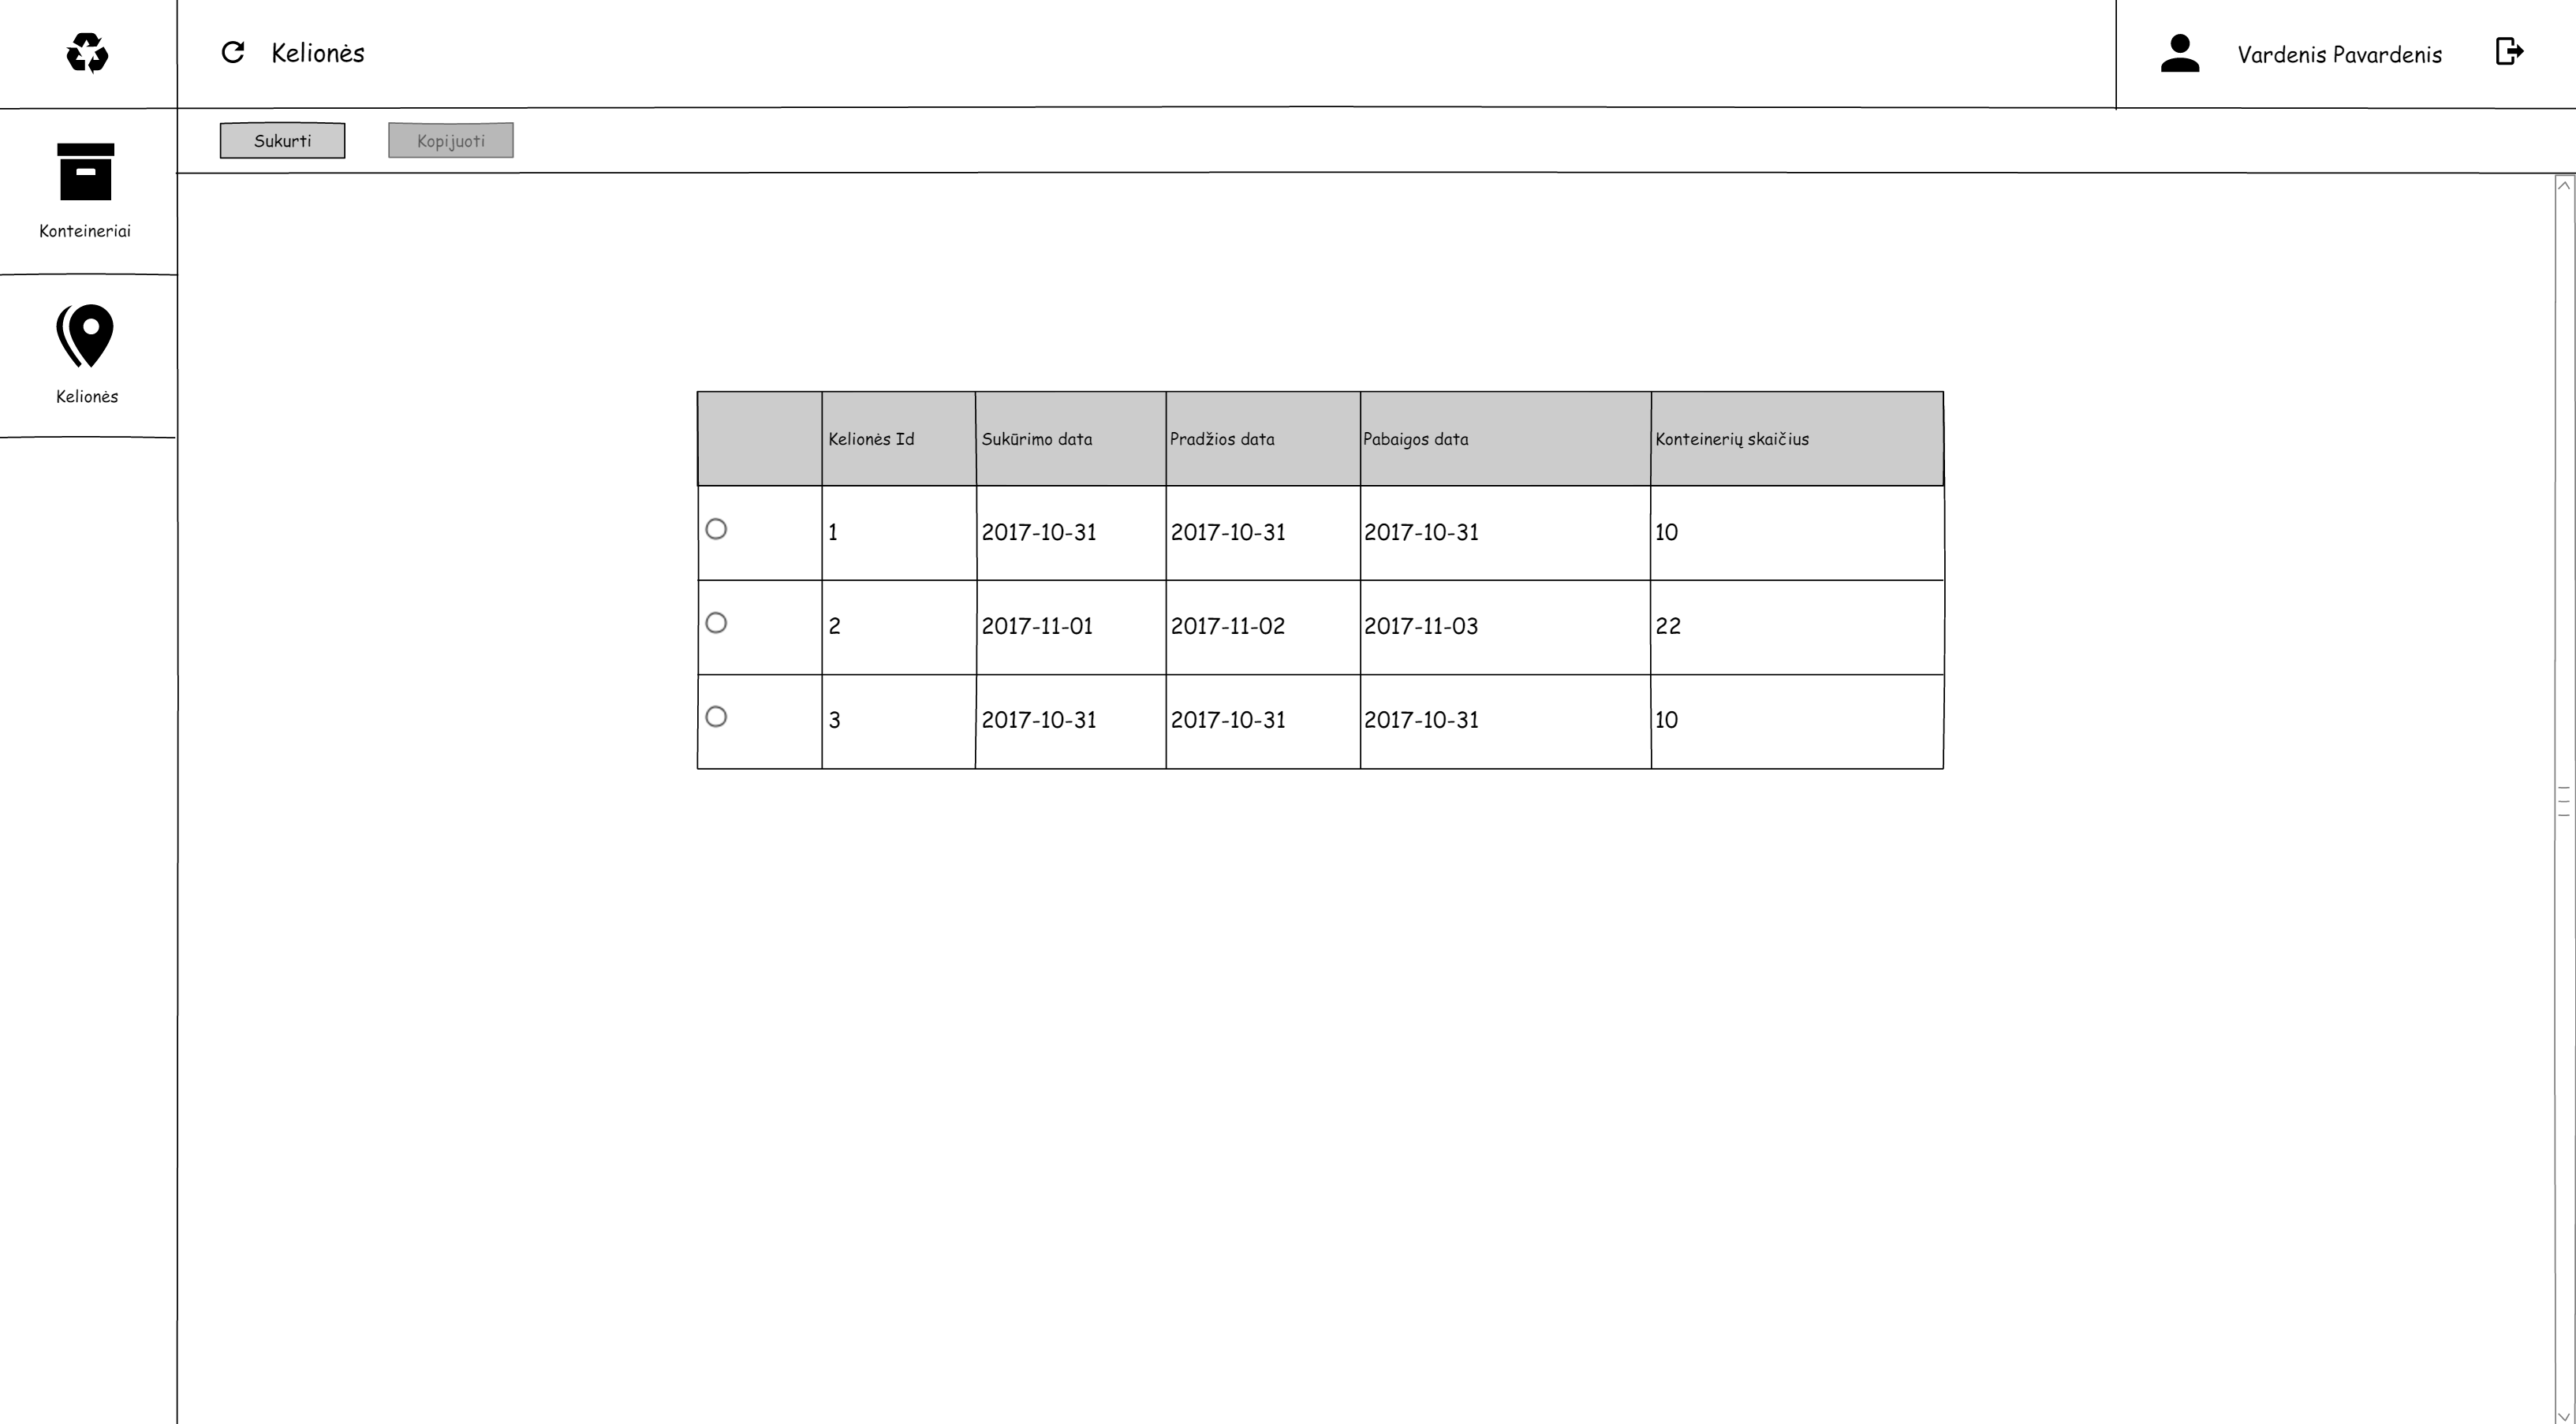 Kelionės
Vardenis Pavardenis
Sukurti
Kopijuoti
Konteineriai
Kelionės
Kelionės Id
Sukūrimo data
Pradžios data
Pabaigos data
Konteinerių skaičius
1
2017-10-31
2017-10-31
2017-10-31
10
2
2017-11-01
2017-11-02
2017-11-03
22
3
2017-10-31
2017-10-31
2017-10-31
10